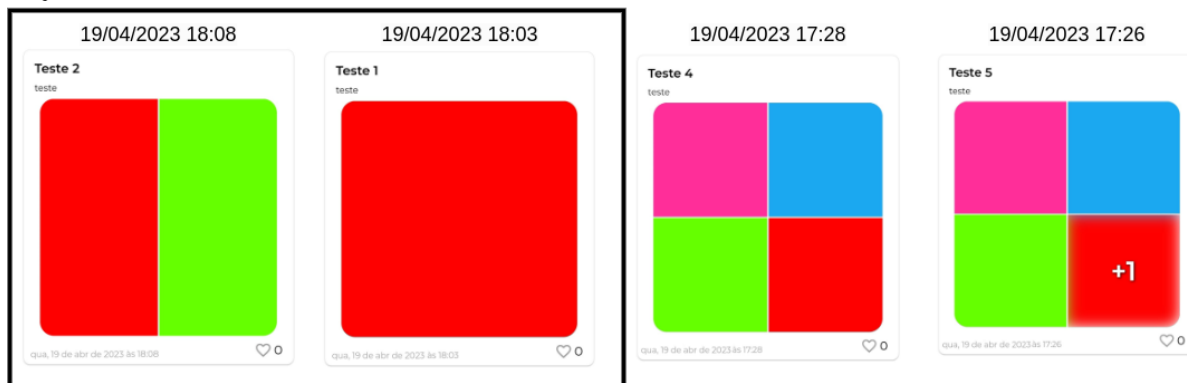 19/04/2023 18:08
Teste 2
teste
qua, 19 de abr de 2023 às 18:08
0
19/04/2023 18:03
Teste 1
teste
qua, 19 de abr de 2023 às 18:03
0
19/04/2023 17:28
Teste 4
teste
qua, 19 de abr de 2023 às 17:28
0
19/04/2023 17:26
Teste 5
teste
+1
qua, 19 de abr de 2023 às 17:26
0